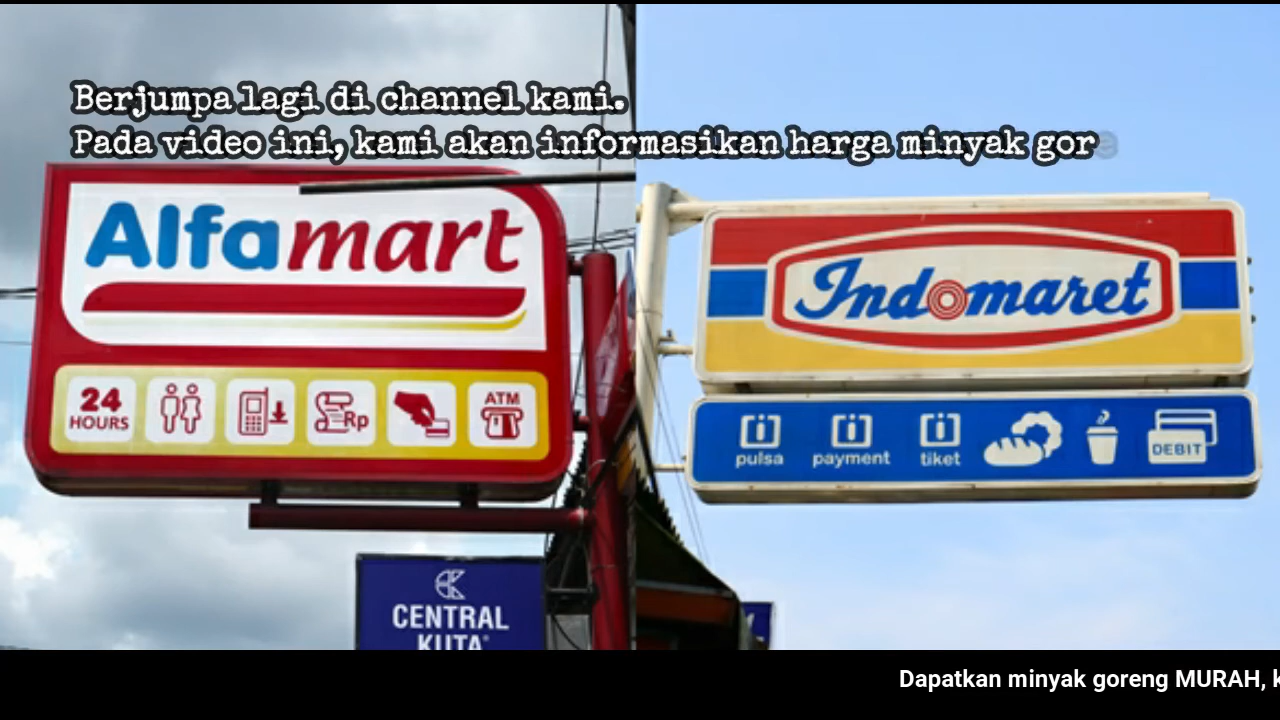 Berjumpa lagi di channel kami.
Pada video ini, kami akan informasikan harga minyak gor
Alfamart
24
HOURS
Rp
ATM
Indomaret
pulsa
payment
tiket
DEBIT
CENTRAL
KUTA
Dapatkan minyak goreng MURAH,